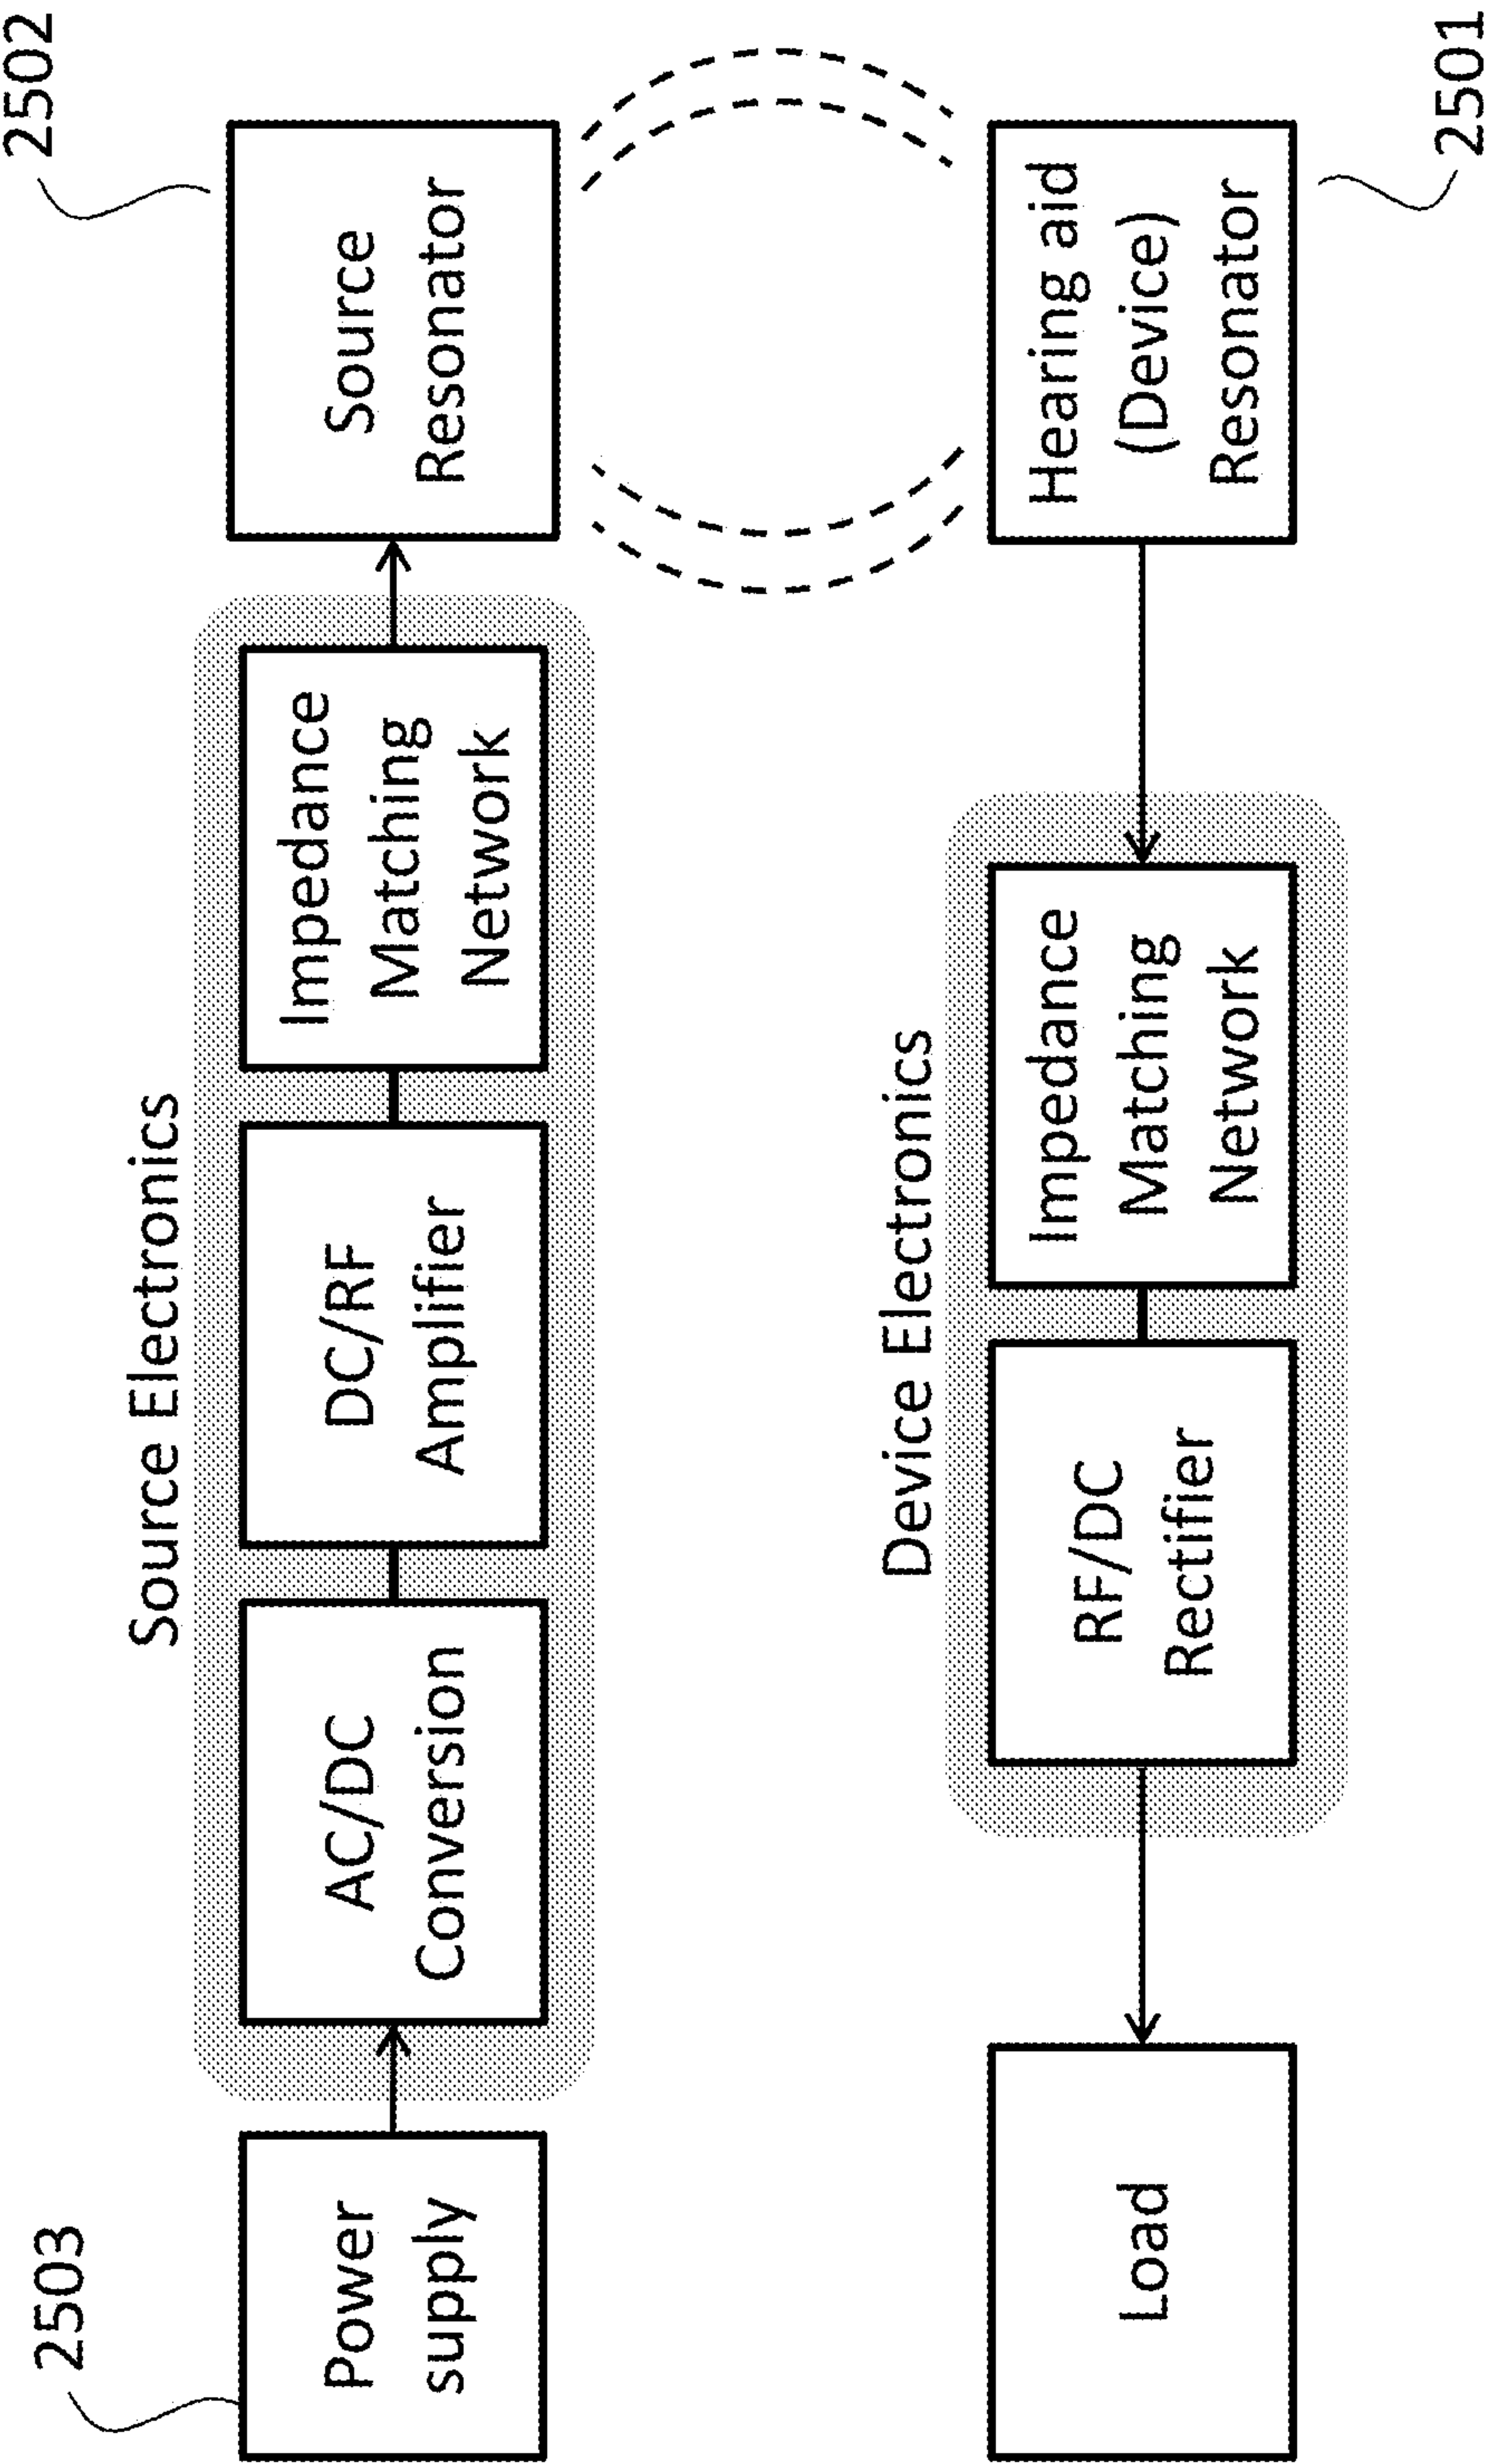 2503
2502
Source Electronics
Power
supply
AC/DC
Conversion
DC/RF
Amplifier
Impedance
Matching
Network
Source
Resonator
Device Electronics
Load
RF/DC
Rectifier
Impedance
Matching
Network
Hearing aid
(Device)
Resonator
2501